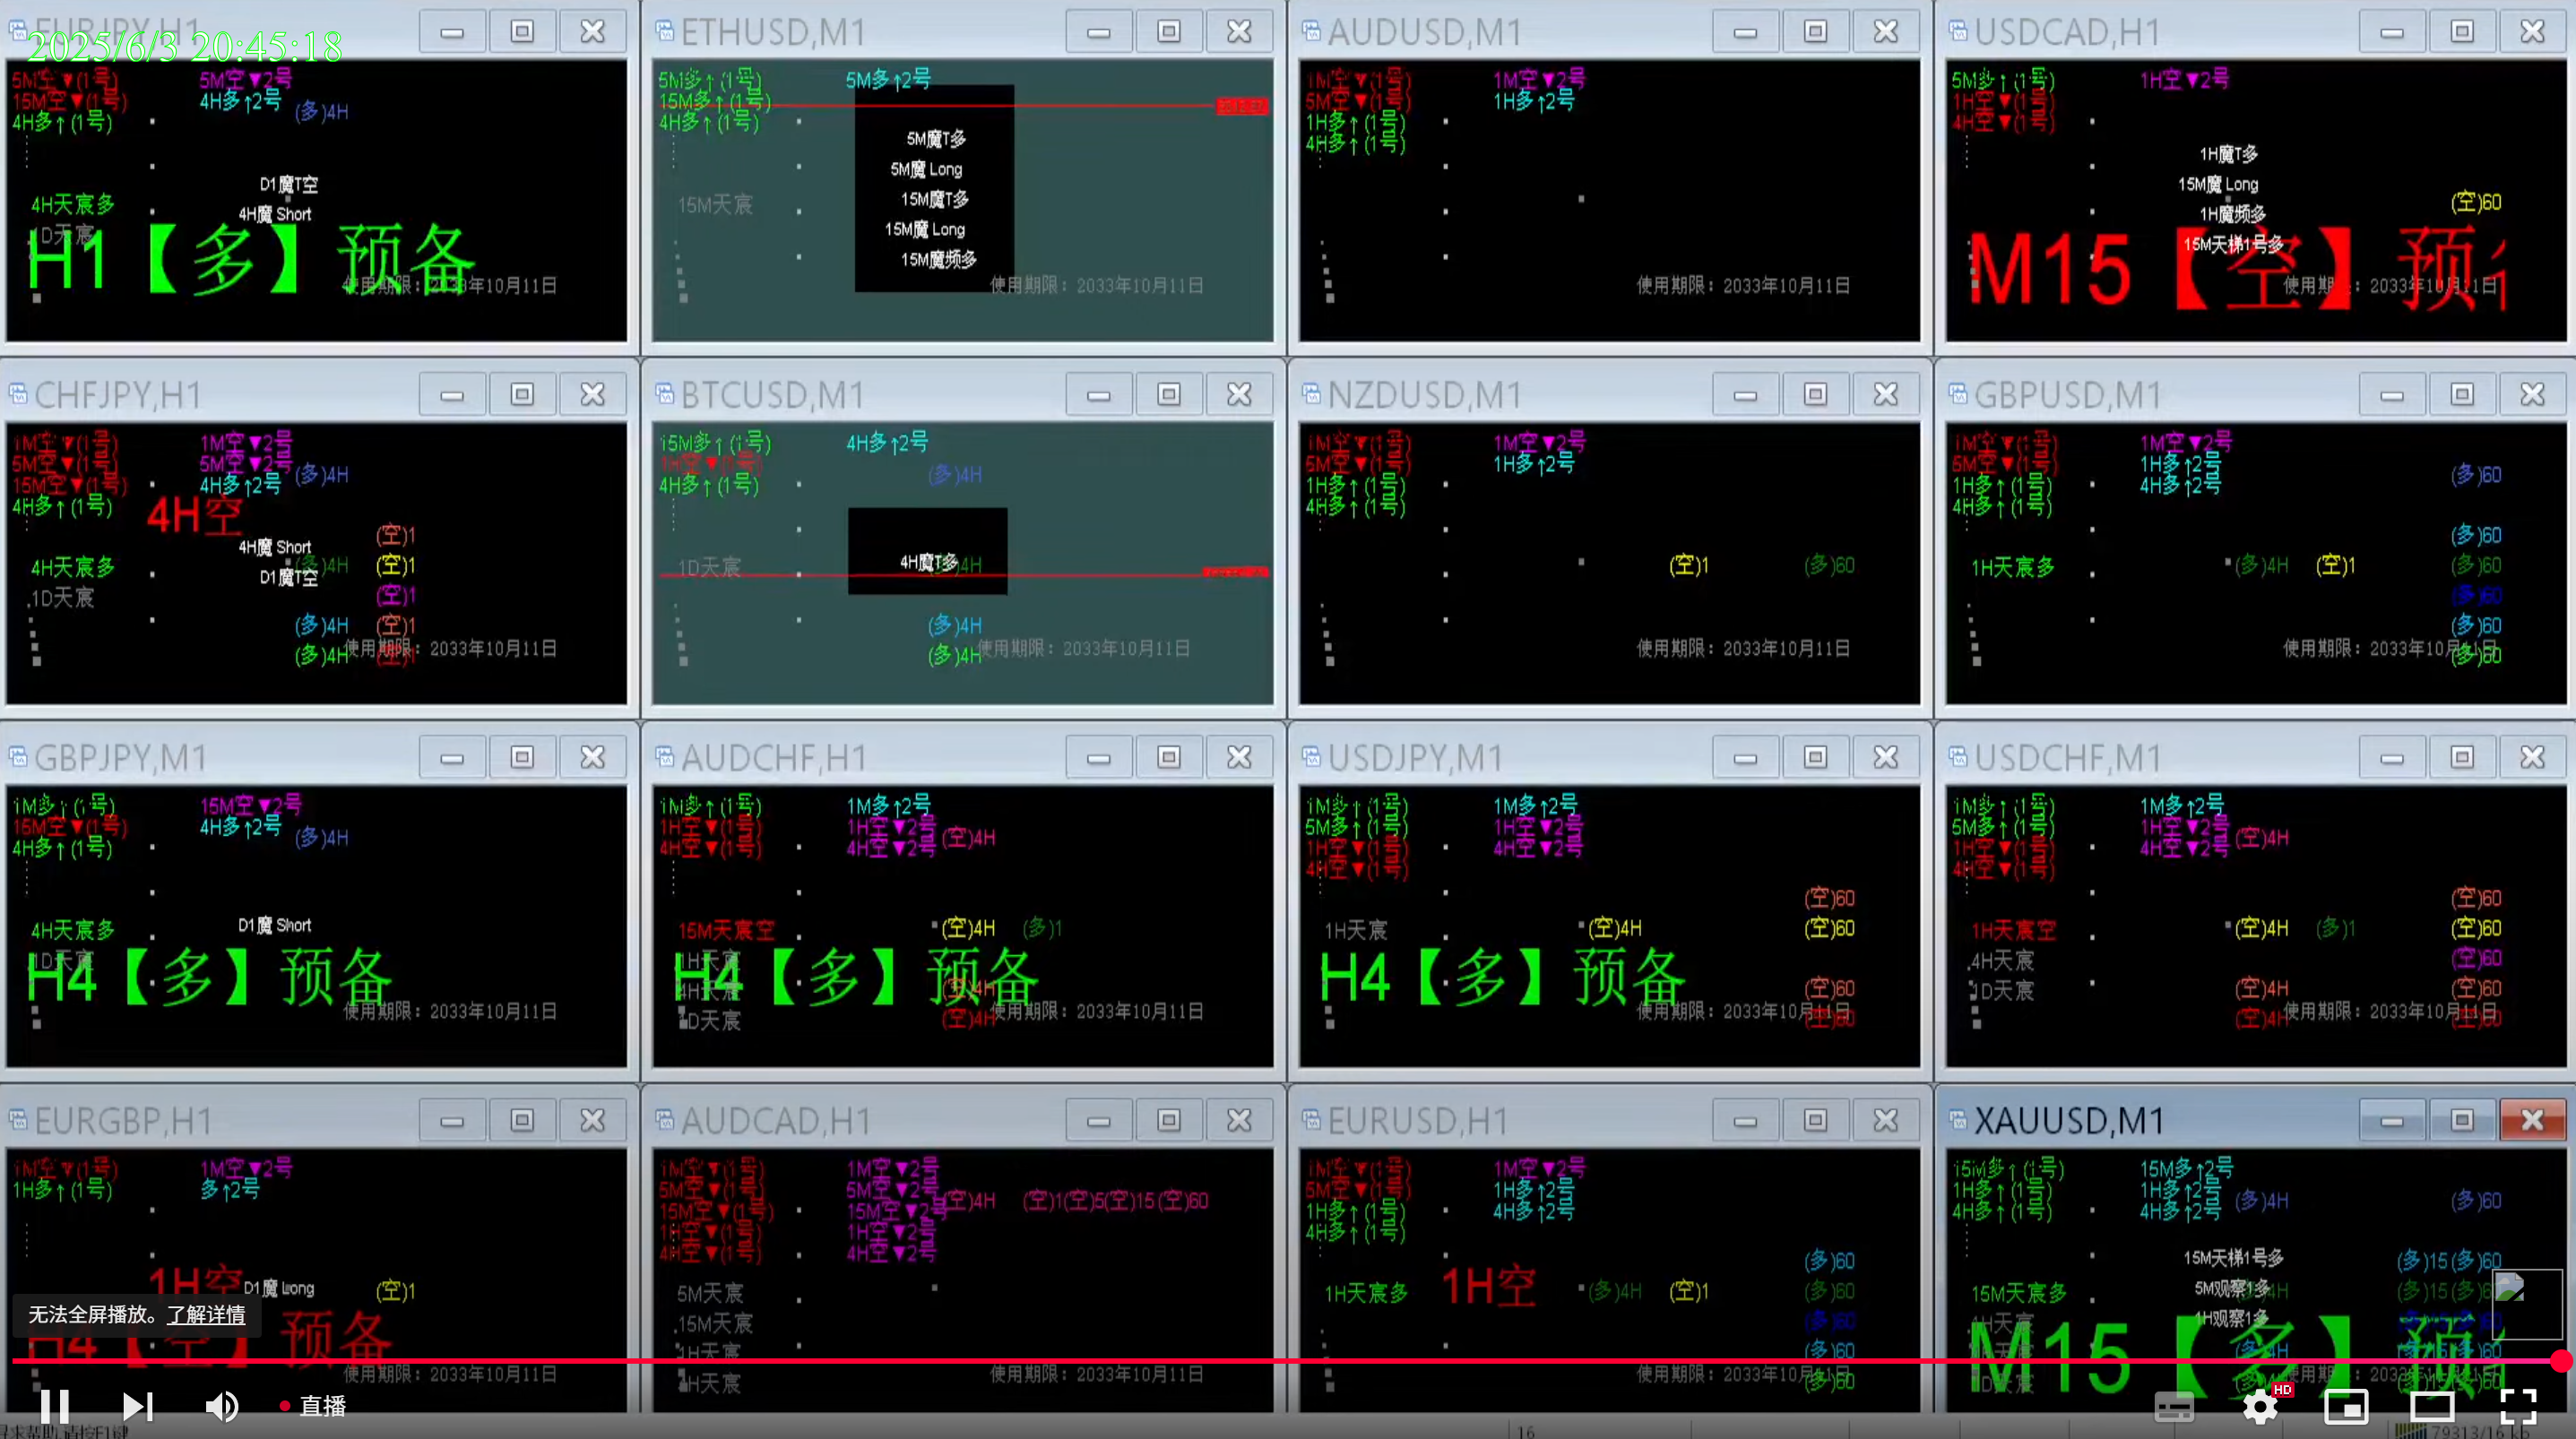 EURJPY,H1
2025/6/3 20:45:18
5M空▼(1号)
15M空▼(1号)
4H多↑(1号)
5M空▼2号
4H多↑2号
(多)4H
D1魔T空
4H天宸多
4H魔 Short
1D天宸
H1【多】预备
使用期限：2033年10月11日
ETHUSD,M1
5M多↑(1号)
15M多↑(1号)
4H多↑(1号)
5M多↑2号
5M魔T多
5M魔 Long
15M魔T多
15M天宸
15M魔 Long
15M魔频多
使用期限：2033年10月11日
AUDUSD,M1
1M空▼(1号)
5M空▼(1号)
1H多↑(1号)
4H多↑(1号)
1M空▼2号
1H多↑2号
使用期限：2033年10月11日
USDCAD,H1
5M多↑(1号)
1H空▼(1号)
4H空▼(1号)
1H空▼2号
1H魔T多
15M魔 Long
(空)60
1H魔频多
15M天梯1号多
M15【空】预
使用期限：2033年10月11日
CHFJPY,H1
1M空▼(1号)
5M空▼(1号)
15M空▼(1号)
4H多↑(1号)
1M空▼2号
5M空▼2号
4H多↑2号
(多)4H
4H空
(空)1
4H魔 Short
4H天宸多
(多)4H
(空)1
D1魔T空
1D天宸
(空)1
(多)4H
(空)1
(多)4H
(空)1
使用期限：2033年10月11日
BTCUSD,M1
15M多↑(1号)
1H空▼(1号)
4H多↑(1号)
4H多↑2号
(多)4H
1D天宸
4H魔T多
4H
(多)4H
(多)4H
使用期限：2033年10月11日
NZDUSD,M1
1M空▼(1号)
5M空▼(1号)
1H多↑(1号)
4H多↑(1号)
1M空▼2号
1H多↑2号
(空)1
(多)60
使用期限：2033年10月11日
GBPUSD,M1
1M空▼(1号)
5M空▼(1号)
1H多↑(1号)
4H多↑(1号)
1M空▼2号
1H多↑2号
4H多↑2号
(多)60
(多)60
1H天宸多
(多)4H
(空)1
(多)60
(多)60
(多)60
(多)60
使用期限：2033年10月11日
GBPJPY,M1
1M多↑(1号)
15M空▼(1号)
4H多↑(1号)
15M空▼2号
4H多↑2号
(多)4H
4H天宸多
D1魔 Short
1D天宸
H4【多】预备
使用期限：2033年10月11日
AUDCHF,H1
1M多↑(1号)
1H空▼(1号)
4H空▼(1号)
1M多↑2号
1H空▼2号
4H空▼2号
(空)4H
15M天宸空
(空)4H
(多)1
1H天宸
H4【多】预备
4H天宸
(空)4H
1D天宸
(空)4H
使用期限：2033年10月11日
USDJPY,M1
1M多↑(1号)
5M多↑(1号)
1H空▼(1号)
4H空▼(1号)
1M多↑2号
1H空▼2号
4H空▼2号
(空)60
1H天宸
(空)4H
(空)60
H4【多】预备
(空)60
(空)60
使用期限：2033年10月11日
USDCHF,M1
1M多↑(1号)
5M多↑(1号)
1H空▼(1号)
4H空▼(1号)
1M多↑2号
1H空▼2号
4H空▼2号
(空)4H
(空)60
1H天宸空
(空)4H
(多)1
(空)60
4H天宸
(空)60
1D天宸
(空)4H
(空)60
(空)4H
(空)60
使用期限：2033年10月11日
EURGBP,H1
1M空▼(1号)
1H多↑(1号)
1M空▼2号
多↑2号
1H空
D1魔 Long
(空)1
无法全屏播放。了解详情
H4【空】预备
使用期限：2033年10月11日
AUDCAD,H1
1M空▼(1号)
5M空▼(1号)
15M空▼(1号)
1H空▼(1号)
4H空▼(1号)
1M空▼2号
5M空▼2号
15M空▼2号
1H空▼2号
4H空▼2号
(空)4H
(空)1(空)5(空)15(空)60
5M天宸
15M天宸
1H天宸
4H天宸
使用期限：2033年10月11日
EURUSD,H1
1M空▼(1号)
5M空▼(1号)
1H多↑(1号)
4H多↑(1号)
1M空▼2号
1H多↑2号
4H多↑2号
(多)60
1H天宸多
1H空
(多)4H
(空)1
(多)60
(多)60
(多)60
(多)60
使用期限：2033年10月11日
XAUUSD,M1
15M多↑(1号)
1H多↑(1号)
4H多↑(1号)
15M多↑2号
1H多↑2号
4H多↑2号
(多)4H
(多)60
15M天梯1号多
(多)15(多)60
15M天宸多
5M观察1多
(多)15(多)
1H观察1多
4H天宸
M15【多】预
直播
HD
16
79313/16 kb